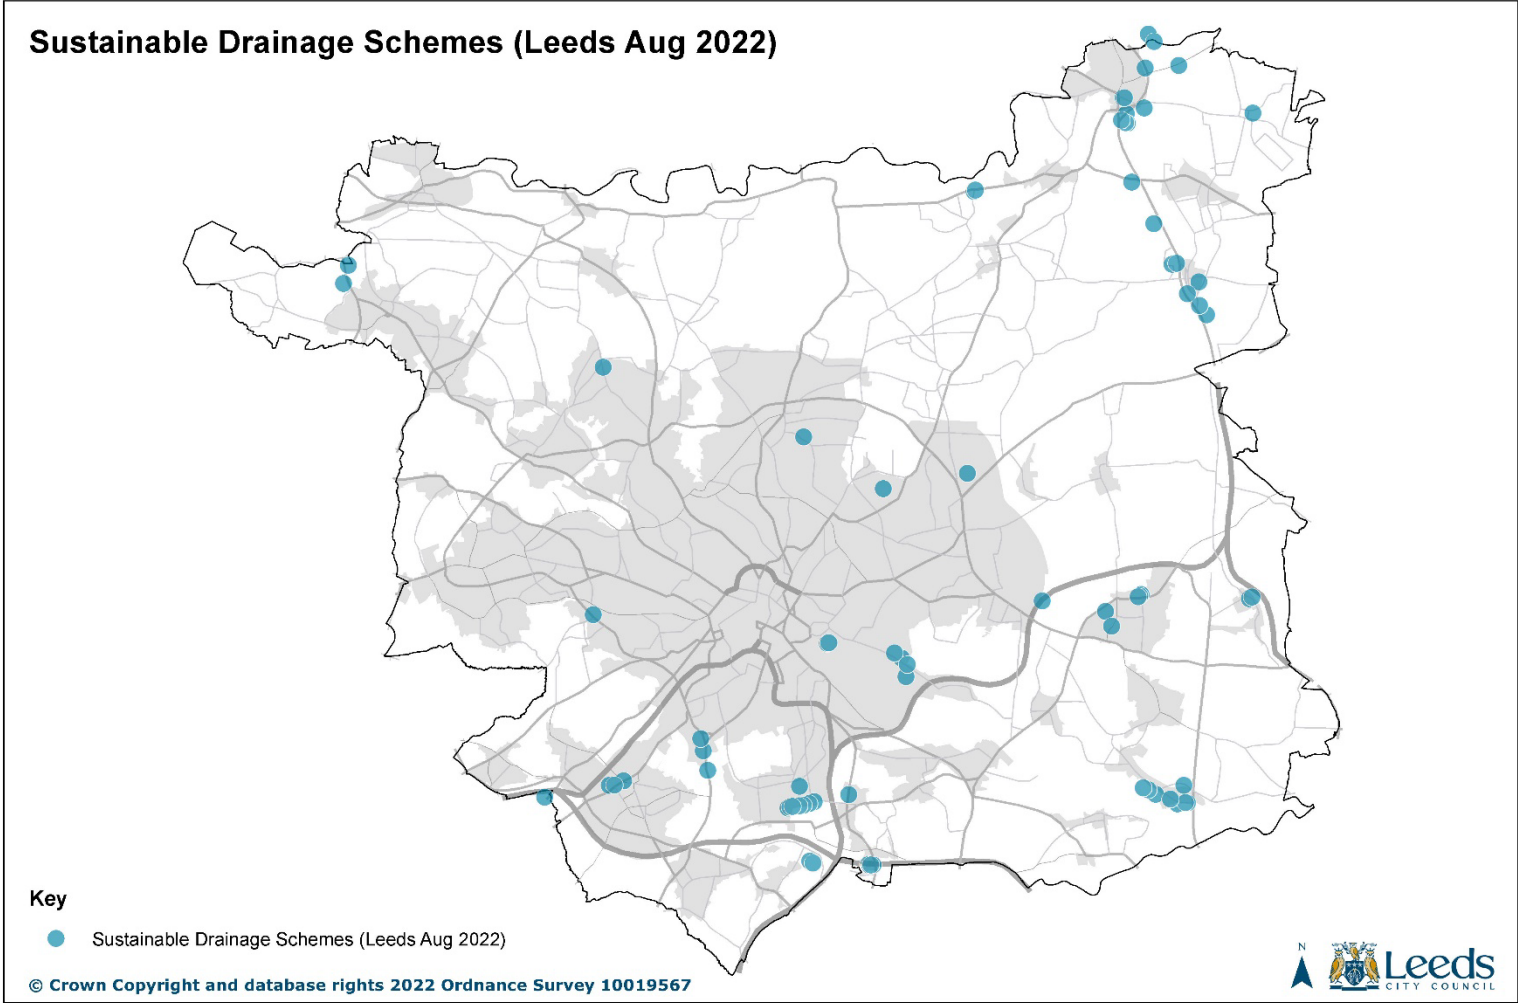 Sustainable Drainage Schemes (Leeds Aug 2022)
Key
Sustainable Drainage Schemes (Leeds Aug 2022)
© Crown Copyright and database rights 2022 Ordnance Survey 10019567
N
Leeds
CITY COUNCIL